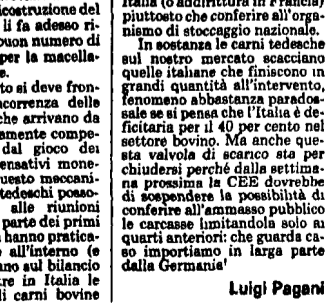 costruzione del
li fa adesso ri-
buon numero di
per la macella-
e.
to si deve fron-
correnza delle
che arrivano da
amente compe-
dal gioco dei
ensativi mone-
uesto meccani-
tedeschi posso-
alle riunioni
parte dei primi
hanno pratica-
e all'interno (e
ano sul bilancio
re in Italia le
li carni bovine
Italia (o addirittura in Francia)
piuttosto che conferire all'orga-
nismo di stoccaggio nazionale.
In sostanza le carni tedesche
sul nostro mercato scacciano
quelle italiane che finiscono in
grandi quantità all'intervento,
fenomeno abbastanza parados-
sale se si pensa che l'Italia è de-
ficitaria per il 40 per cento nel
settore bovino. Ma anche que-
sta valvola di scarico sta per
chiudersi perché dalla settima-
na prossima la CEE dovrebbe
di sospendere la possibilità di
conferire all'ammasso pubblico
le carcasse limitandola solo ai
quarti anteriori: che guarda ca-
so importiamo in larga parte
dalla Germania!
Luigi Pagani